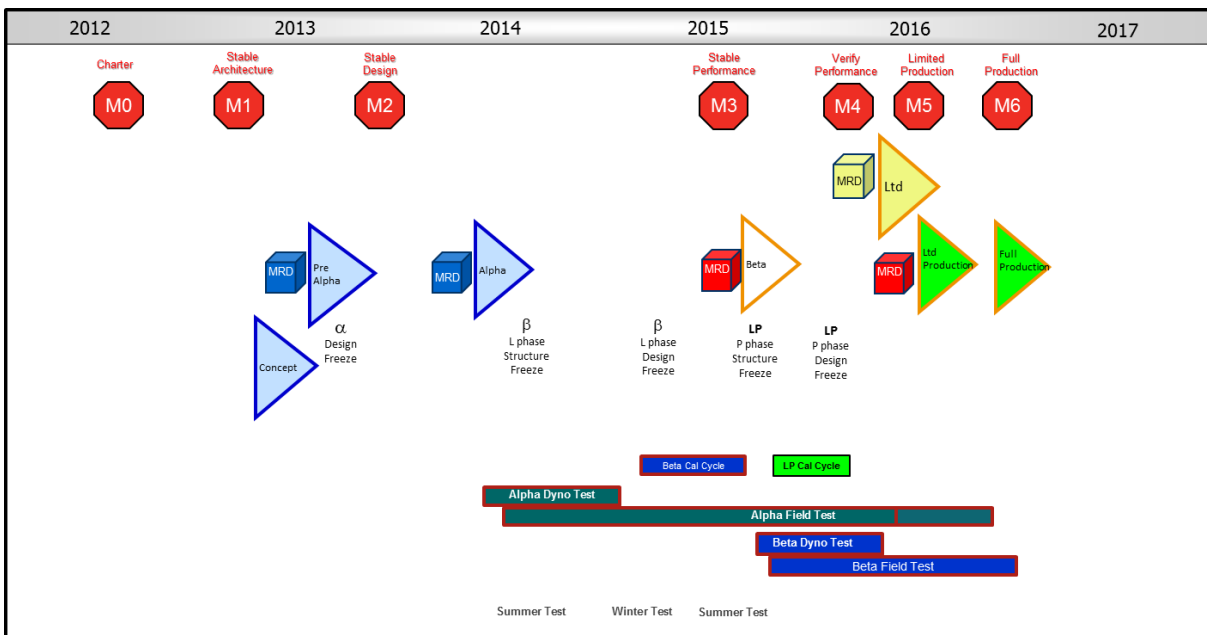 2012 2013 2014 2015 2016 2017
Charter
Stable
Architecture
Stable
Design
Stable
Performance
Verify
Performance
Limited
Production
Full
Production
M0 M1 M2 M3 M4 M5 M6
MRD
Ltd
MRD
Pre
Alpha
MRD
Alpha
MRD
Beta
MRD
Ltd
Production
Full
Production
Concept
α
Design
Freeze
β
L phase
Structure
Freeze
β
L phase
Design
Freeze
LP
P phase
Structure
Freeze
LP
P phase
Design
Freeze
Beta Cal Cycle
LP Cal Cycle
Alpha Dyno Test
Alpha Field Test
Beta Dyno Test
Beta Field Test
Summer Test Winter Test Summer Test